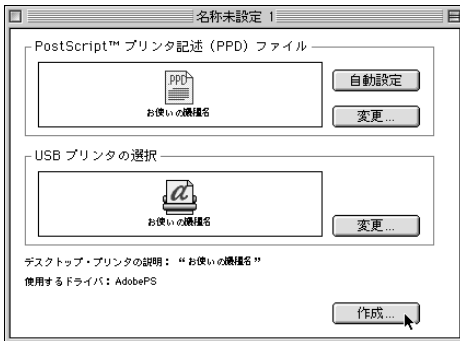 名称未設定 1
PostScript™ プリンタ記述（PPD）ファイル
PPD
お使いの機種名
自動設定
変更...
USB プリンタの選択
a
お使いの機種名
変更...
デスクトップ・プリンタの説明： “お使いの機種名”
使用するドライバ：AdobePS
作成...